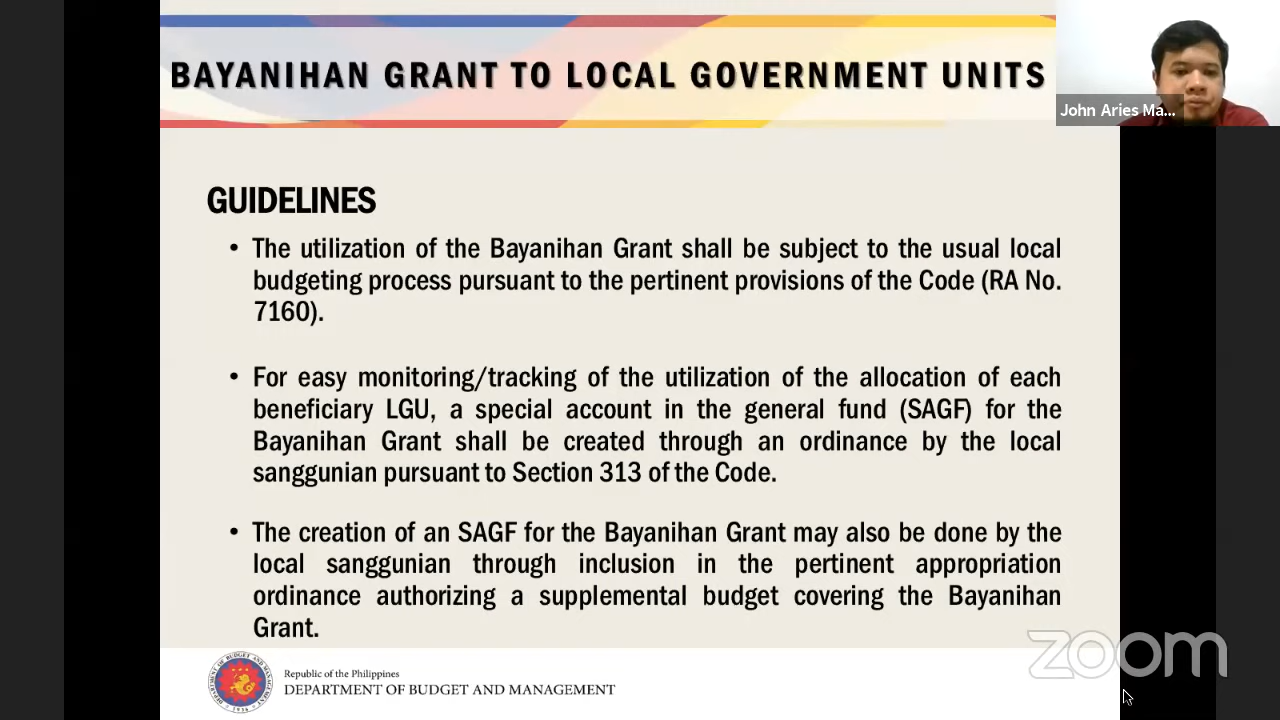 BAYANIHAN GRANT TO LOCAL GOVERNMENT UNITS
John Aries Ma...
GUIDELINES
• The utilization of the Bayanihan Grant shall be subject to the usual local
budgeting process pursuant to the pertinent provisions of the Code (RA No.
7160).
• For easy monitoring/tracking of the utilization of the allocation of each
beneficiary LGU, a special account in the general fund (SAGF) for the
Bayanihan Grant shall be created through an ordinance by the local
sanggunian pursuant to Section 313 of the Code.
• The creation of an SAGF for the Bayanihan Grant may also be done by the
local sanggunian through inclusion in the pertinent appropriation
ordinance authorizing a supplemental budget covering the Bayanihan
Grant.
zoom
DEPARTMENT OF BUDGET AND MANAGEMENT
1936
Republic of the Philippines
DEPARTMENT OF BUDGET AND MANAGEMENT